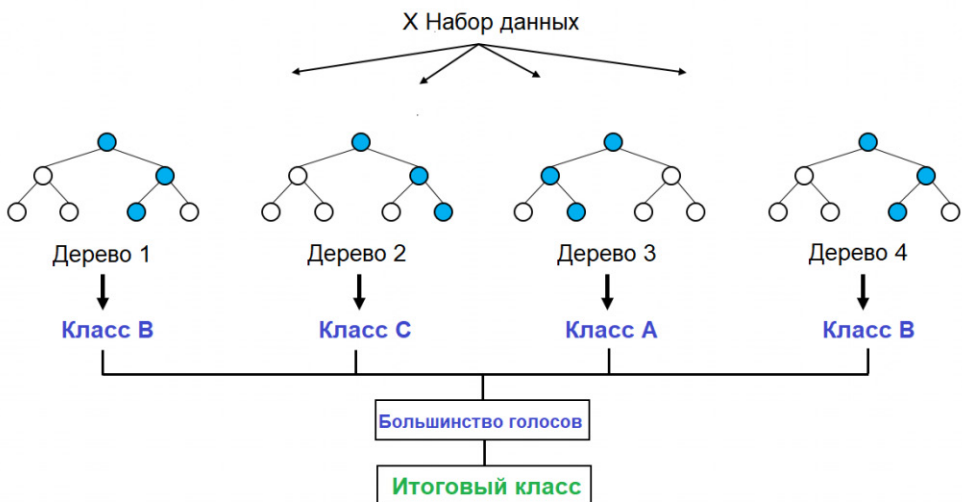 X Набор данных
Дерево 1 Дерево 2 Дерево 3 Дерево 4
Класс B Класс C Класс A Класс B
Большинство голосов
Итоговый класс